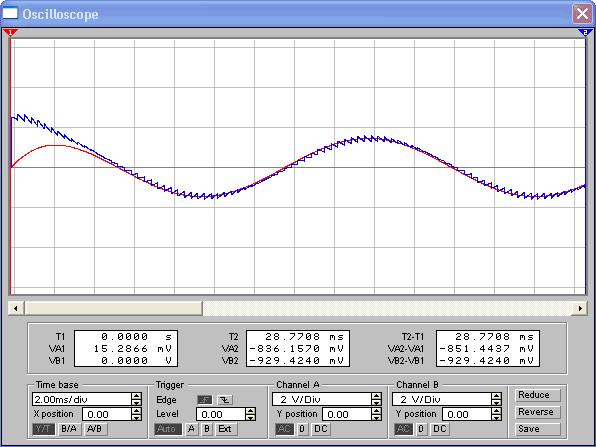 Oscilloscope
1 2
T1 0.0000 s T2 28.7708 ms T2-T1 28.7708 ms
VA1 15.2866 mV VA2 -836.1570 mV VA2-VA1 -851.4437 mV
VB1 0.0000 V VB2 -929.4240 mV VB2-VB1 -929.4240 mV
Time base Trigger Channel A Channel B
2.00ms/div Edge 2 V/Div 2 V/Div Reduce
X position 0.00 Level 0.00 Y position 0.00 Y position 0.00 Reverse
Y/T B/A A/B Auto A B Ext AC 0 DC AC 0 DC Save